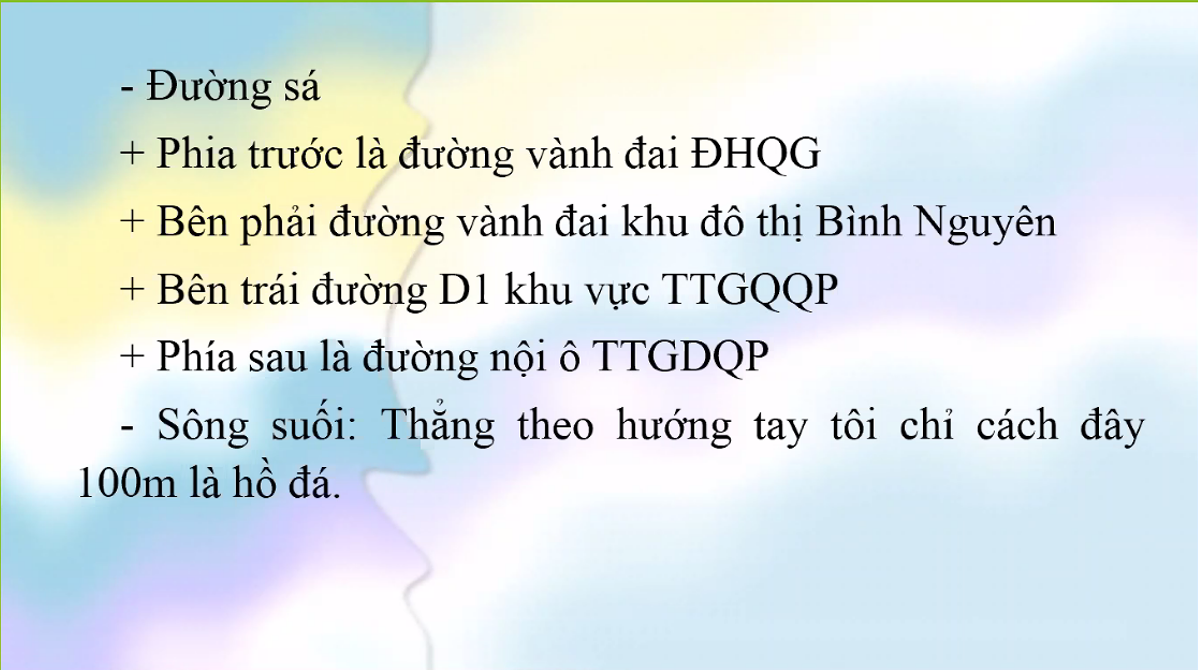 - Đường sá
+ Phia trước là đường vành đai ĐHQG
+ Bên phải đường vành đai khu đô thị Bình Nguyên
+ Bên trái đường D1 khu vực TTGQQP
+ Phía sau là đường nội ô TTGDQP
- Sông suối: Thẳng theo hướng tay tôi chỉ cách đây
100m là hồ đá.